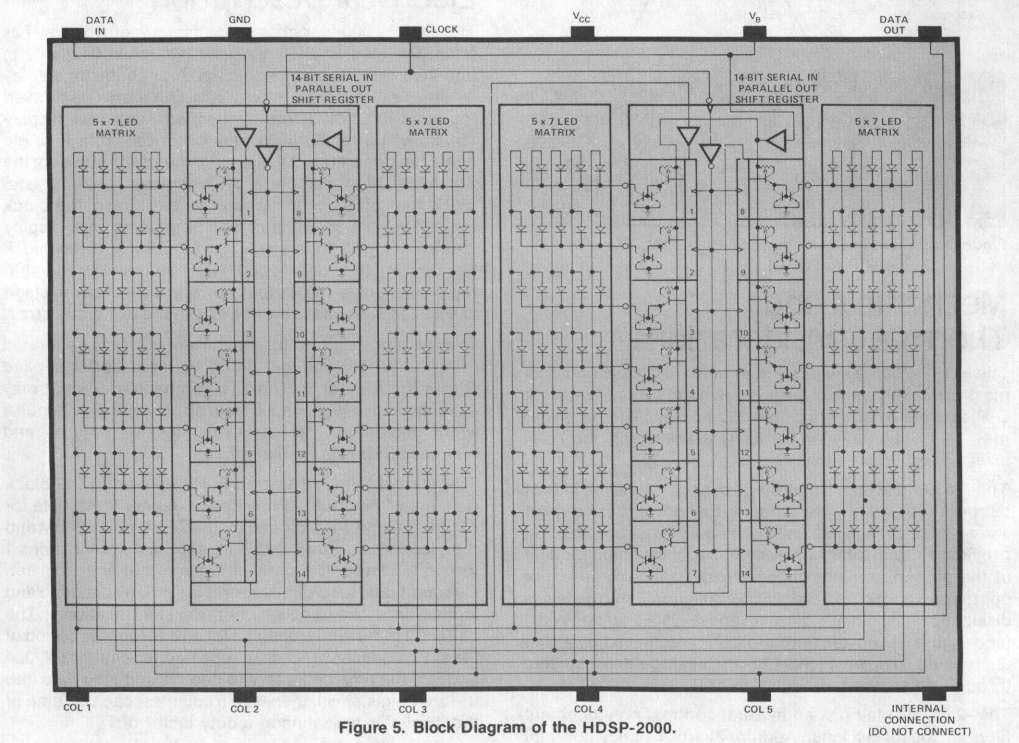 DATA IN
GND
CLOCK
VCC
VB
DATA OUT
14-BIT SERIAL IN
PARALLEL OUT
SHIFT REGISTER
14-BIT SERIAL IN
PARALLEL OUT
SHIFT REGISTER
5 x 7 LED
MATRIX
5 x 7 LED
MATRIX
5 x 7 LED
MATRIX
5 x 7 LED
MATRIX
1
8
1
8
2
9
2
9
3
10
3
10
4
11
4
11
5
12
5
12
6
13
6
13
7
14
7
14
COL 1
COL 2
COL 3
COL 4
COL 5
INTERNAL
CONNECTION
(DO NOT CONNECT)
Figure 5. Block Diagram of the HDSP-2000.